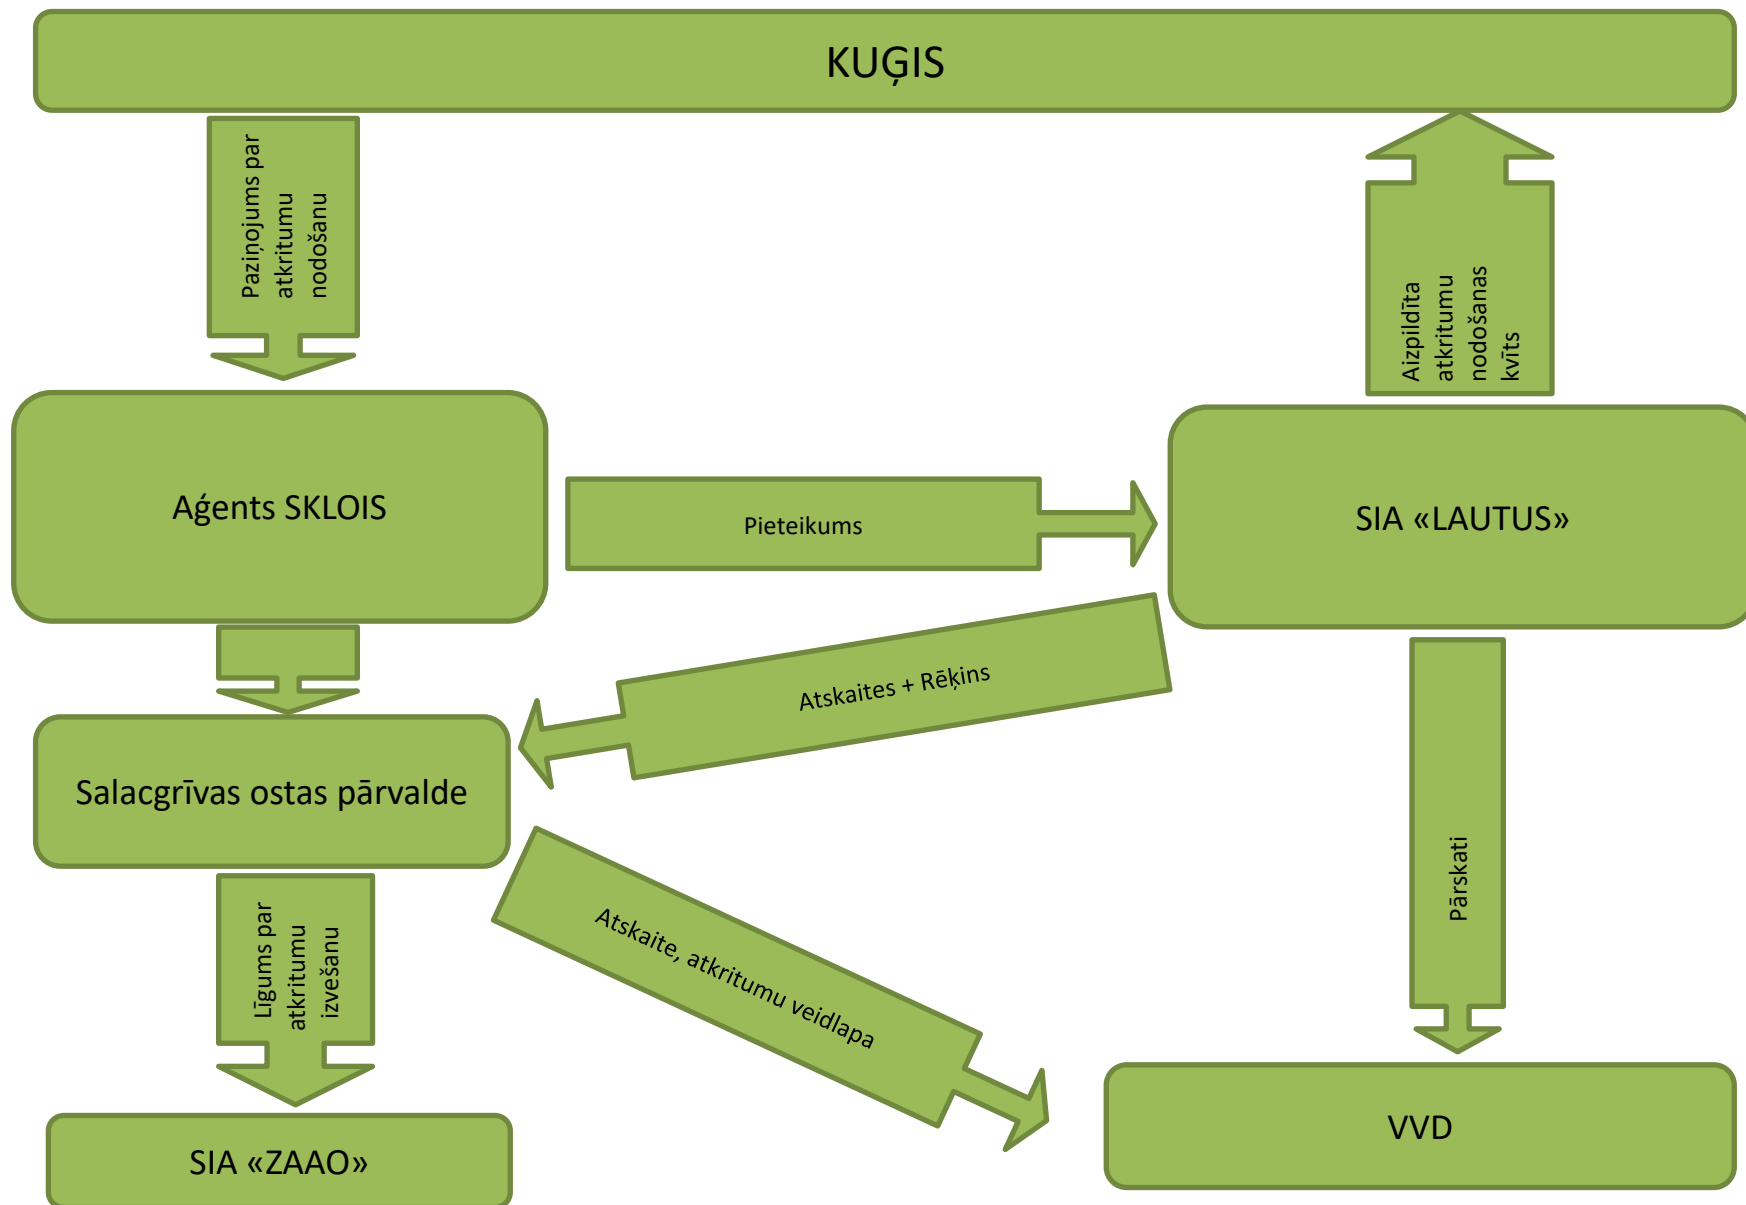 KUĢIS
Paziņojums par
atkritumu
nodošanu
Aizpildīta
atkritumu
nodošanas
kvīts
Aģents SKLOIS
Pieteikums
SIA «LAUTUS»
Atskaites + Rēķins
Salacgrīvas ostas pārvalde
Līgums par
atkritumu
izvešanu
Atskaite, atkritumu veidlapa
Pārskati
SIA «ZAAO»
VVD